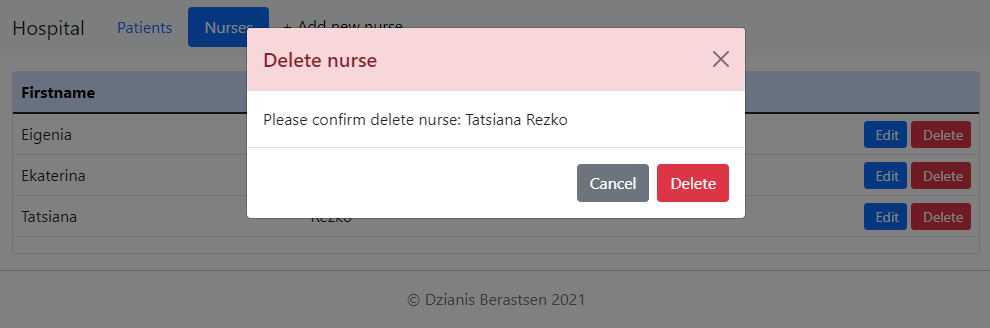 Hospital Patients Nurses + Add new nurse
Delete nurse
Firstname
Please confirm delete nurse: Tatsiana Rezko
Eigenia Edit Delete
Ekaterina Cancel Delete Edit Delete
Tatsiana Rezko Edit Delete
© Dzianis Berastsen 2021